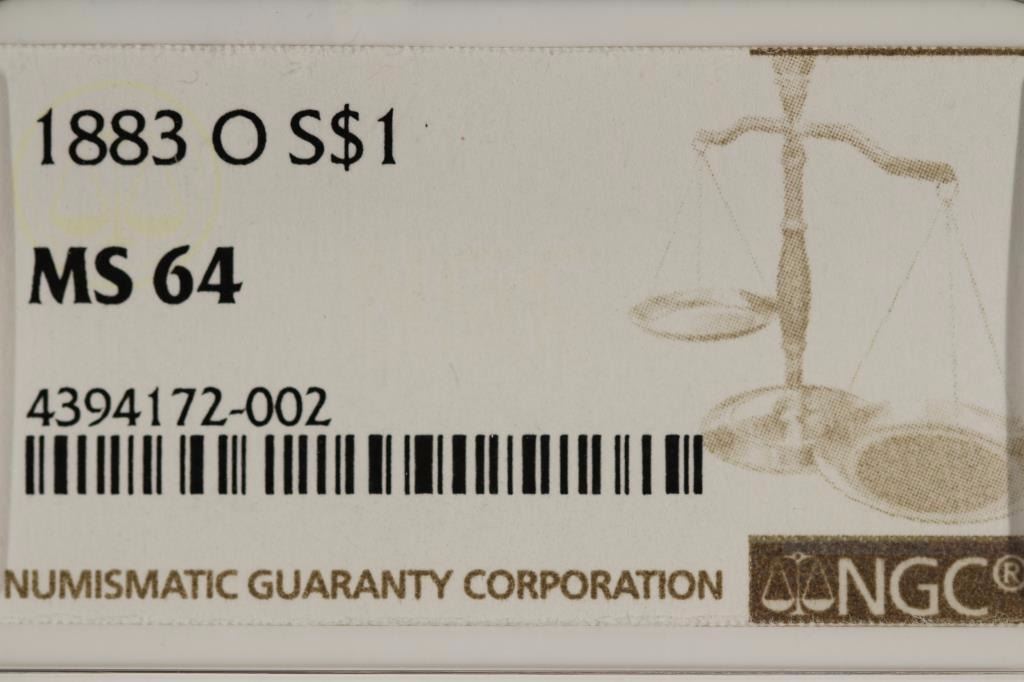 1883 O S$1
MS 64
4394172-002
NUMISMATIC GUARANTY CORPORATION
NGC®